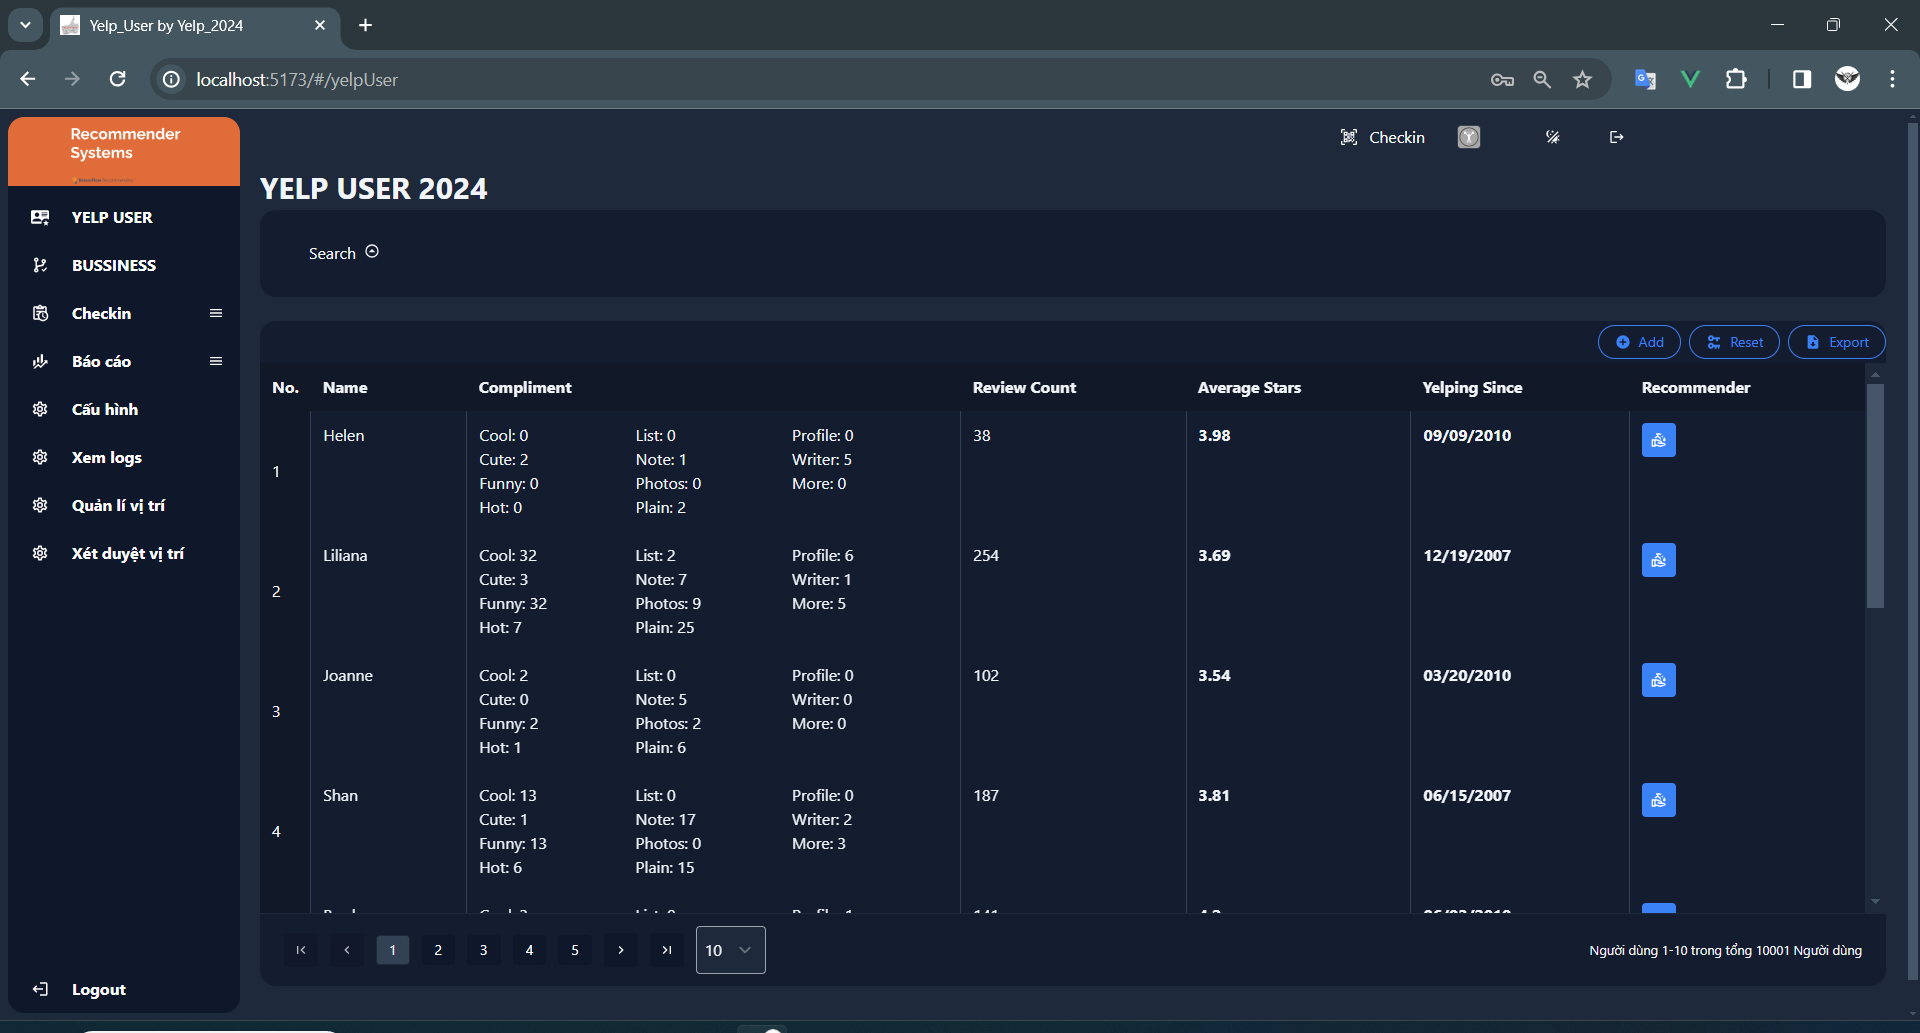 Yelp_User by Yelp_2024
localhost:5173/#/yelpUser
Recommender
Systems
Checkin
YELP USER 2024
YELP USER
BUSSINESS
Checkin
Báo cáo
Cấu hình
Xem logs
Quản lí vị trí
Xét duyệt vị trí
Logout
Search
Add Reset Export
No. Name Compliment Review Count Average Stars Yelping Since Recommender
1 Helen 38 3.98 09/09/2010
Cool: 0 List: 0 Profile: 0
Cute: 2 Note: 1 Writer: 5
Funny: 0 Photos: 0 More: 0
Hot: 0 Plain: 2
2 Liliana 254 3.69 12/19/2007
Cool: 32 List: 2 Profile: 6
Cute: 3 Note: 7 Writer: 1
Funny: 32 Photos: 9 More: 5
Hot: 7 Plain: 25
3 Joanne 102 3.54 03/20/2010
Cool: 2 List: 0 Profile: 0
Cute: 0 Note: 5 Writer: 0
Funny: 2 Photos: 2 More: 0
Hot: 1 Plain: 6
4 Shan 187 3.81 06/15/2007
Cool: 13 List: 0 Profile: 0
Cute: 1 Note: 17 Writer: 2
Funny: 13 Photos: 0 More: 3
Hot: 6 Plain: 15
1 2 3 4 5 10
Người dùng 1-10 trong tổng 10001 Người dùng